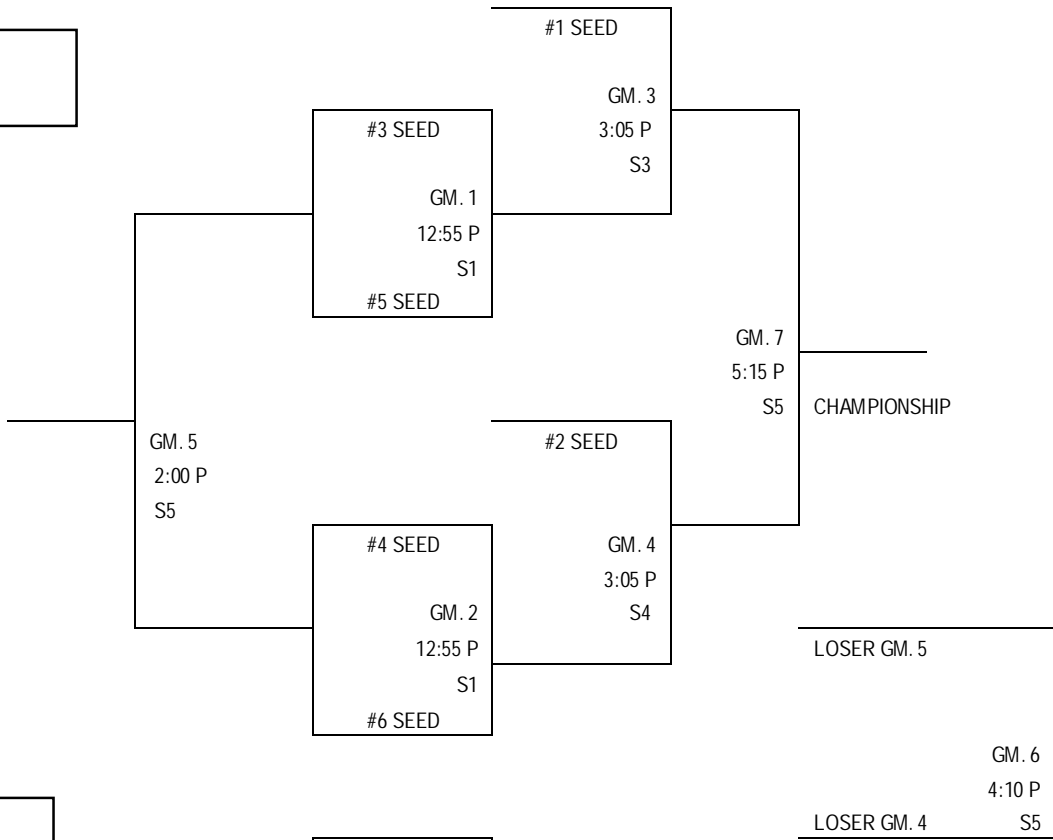 #1 SEED
GM. 3
3:05 P
S3
#3 SEED
GM. 1
12:55 P
S1
#5 SEED
GM. 7
5:15 P
S5
CHAMPIONSHIP
GM. 5
2:00 P
S5
#2 SEED
GM. 4
3:05 P
S4
#4 SEED
GM. 2
12:55 P
S1
#6 SEED
LOSER GM. 5
GM. 6
4:10 P
S5
LOSER GM. 4